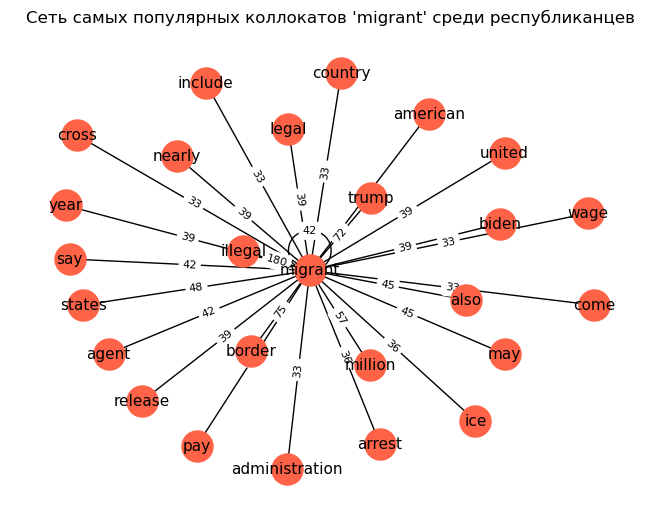 Сеть самых популярных коллокатов 'migrant' среди республиканцев
country
include
american
legal
cross
united
nearly
33
33
39
trump
year
33
39
39
wage
biden
39
42
72
illegal
39
39
33
say
42
180
migrant
45
33
also
come
states
48
42
75
57
45
agent
39
border
36
36
may
million
33
release
ice
pay
arrest
administration